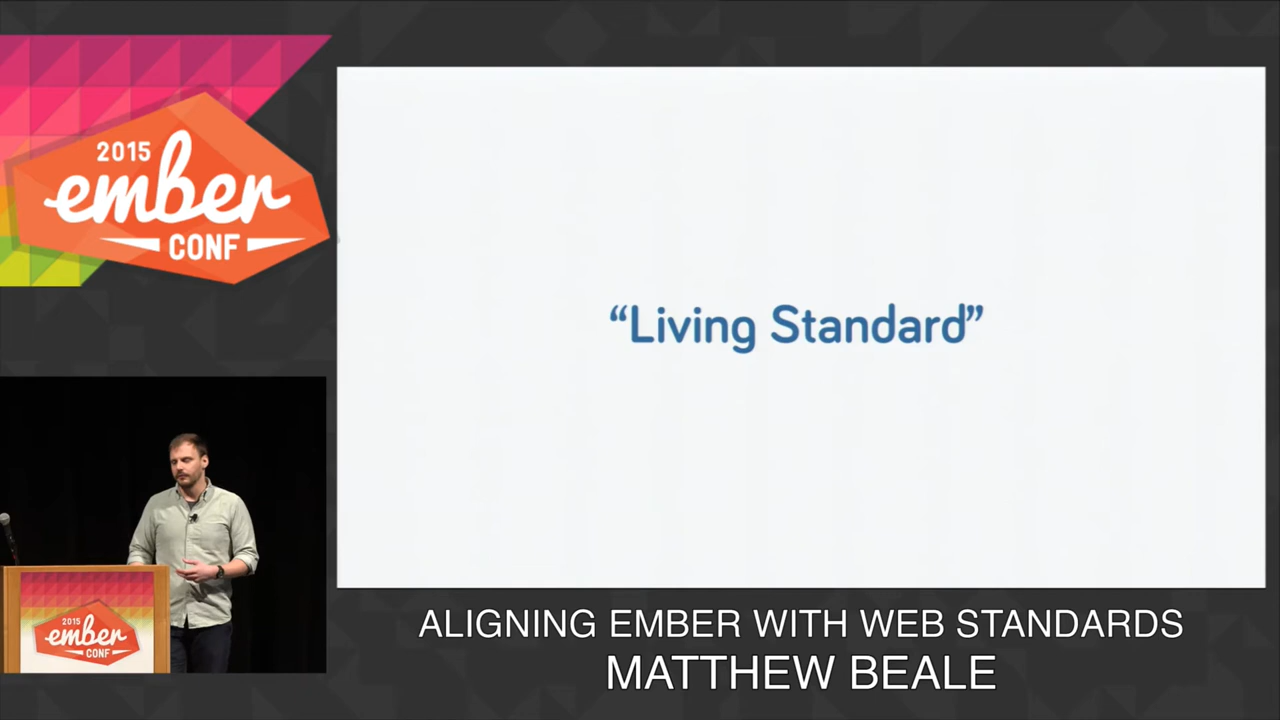 2015
ember
CONF
“Living Standard”
2015
ember
CONF
ALIGNING EMBER WITH WEB STANDARDS
MATTHEW BEALE